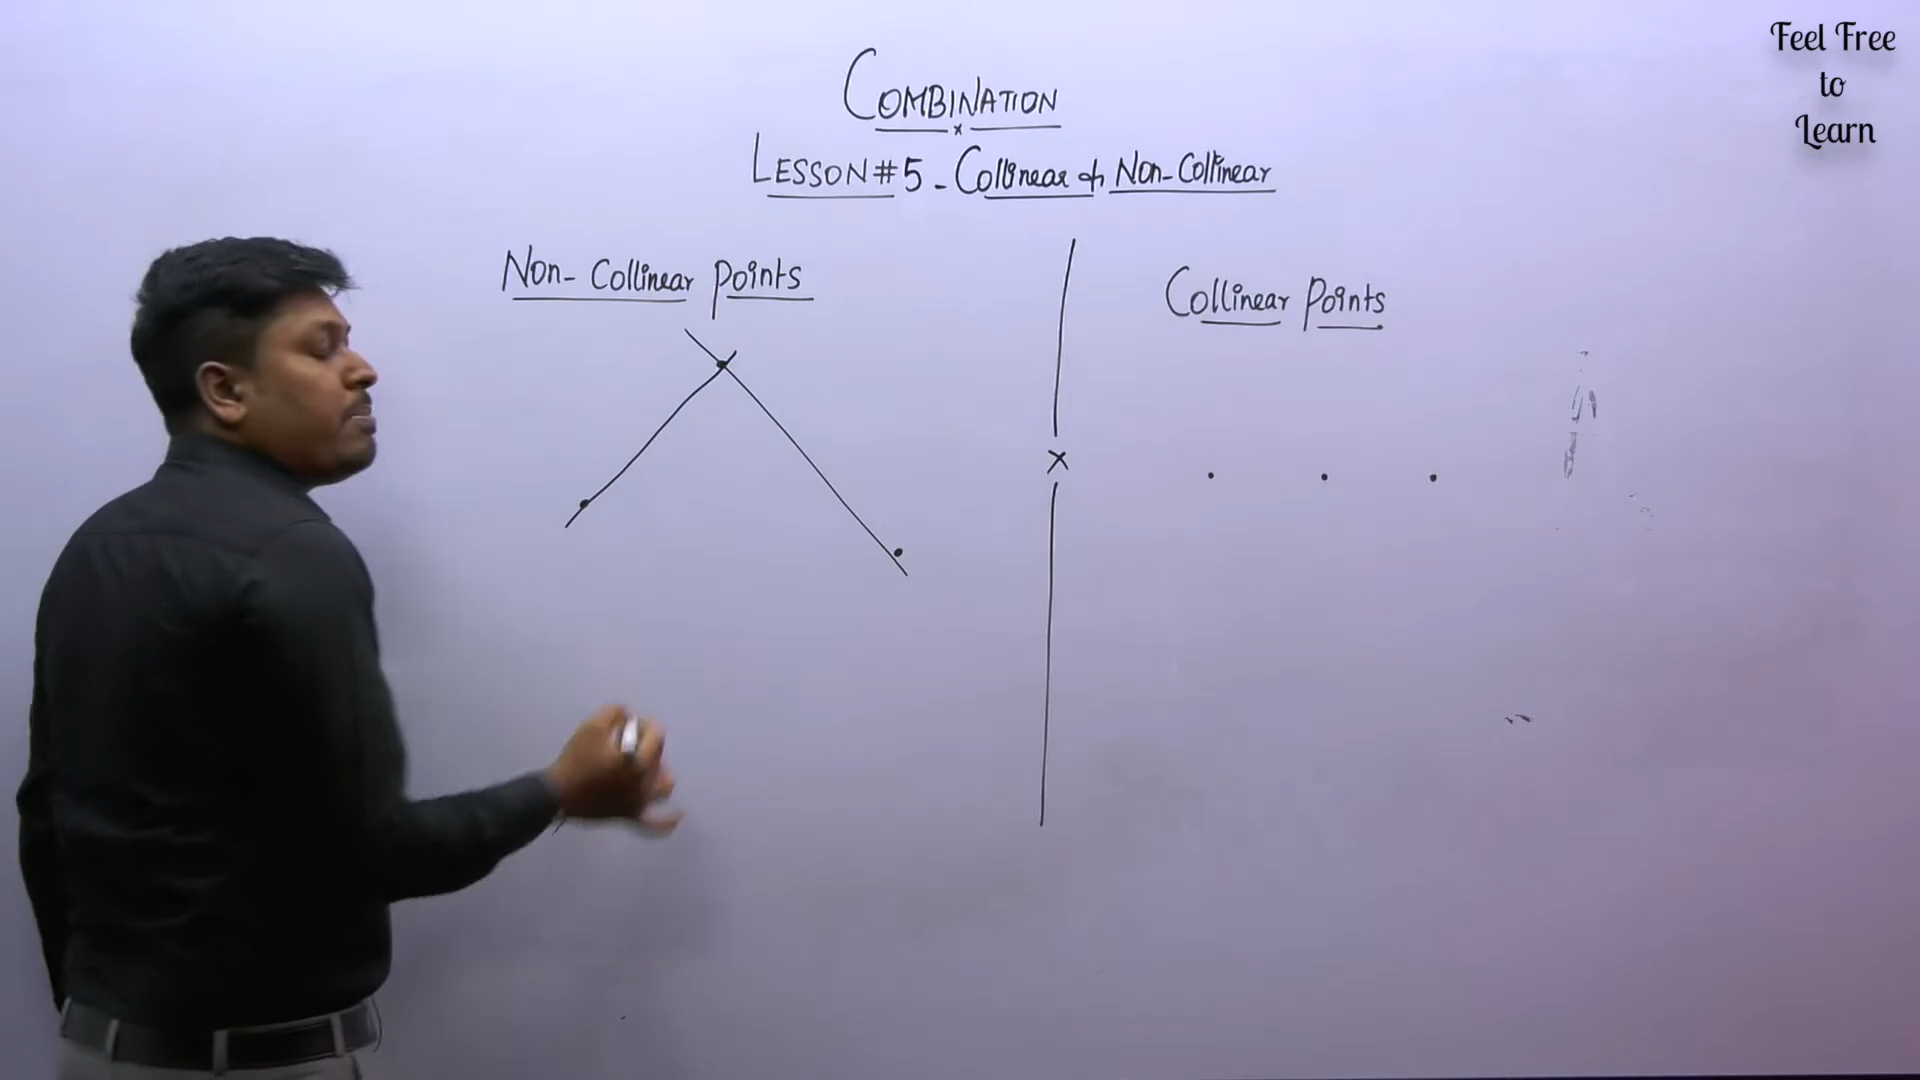 Feel Free
to
Learn
COMBINATION
LESSON #5 - Collinear & Non-Collinear
Non-Collinear Points
Collinear Points